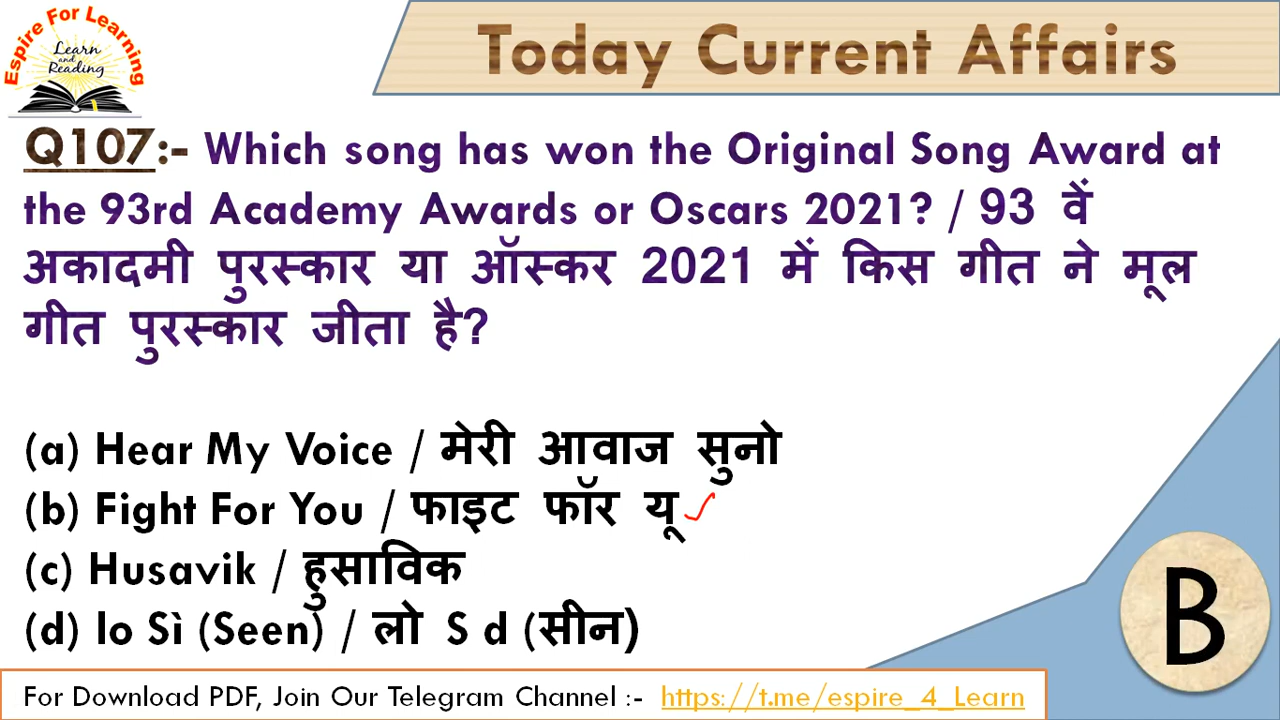 Espire For Learning
Learn
and
Reading
Today Current Affairs
Q107:- Which song has won the Original Song Award at
the 93rd Academy Awards or Oscars 2021? / 93 वें
अकादमी पुरस्कार या ऑस्कर 2021 में किस गीत ने मूल
गीत पुरस्कार जीता है?
(a) Hear My Voice / मेरी आवाज सुनो
(b) Fight For You / फाइट फॉर यू
(c) Husavik / हुसाविक
(d) Io Sì (Seen) / लो S d (सीन)
B
For Download PDF, Join Our Telegram Channel :- https://t.me/espire_4_Learn